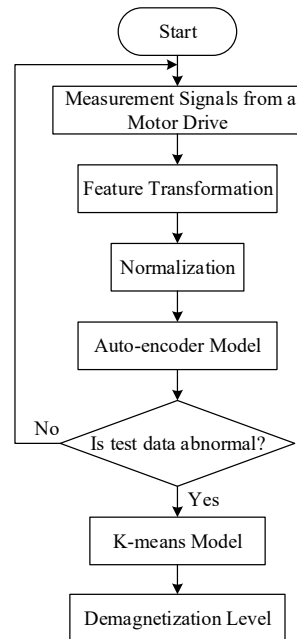 Start
Measurement Signals from a
Motor Drive
Feature Transformation
Normalization
Auto-encoder Model
No
Is test data abnormal?
Yes
K-means Model
Demagnetization Level